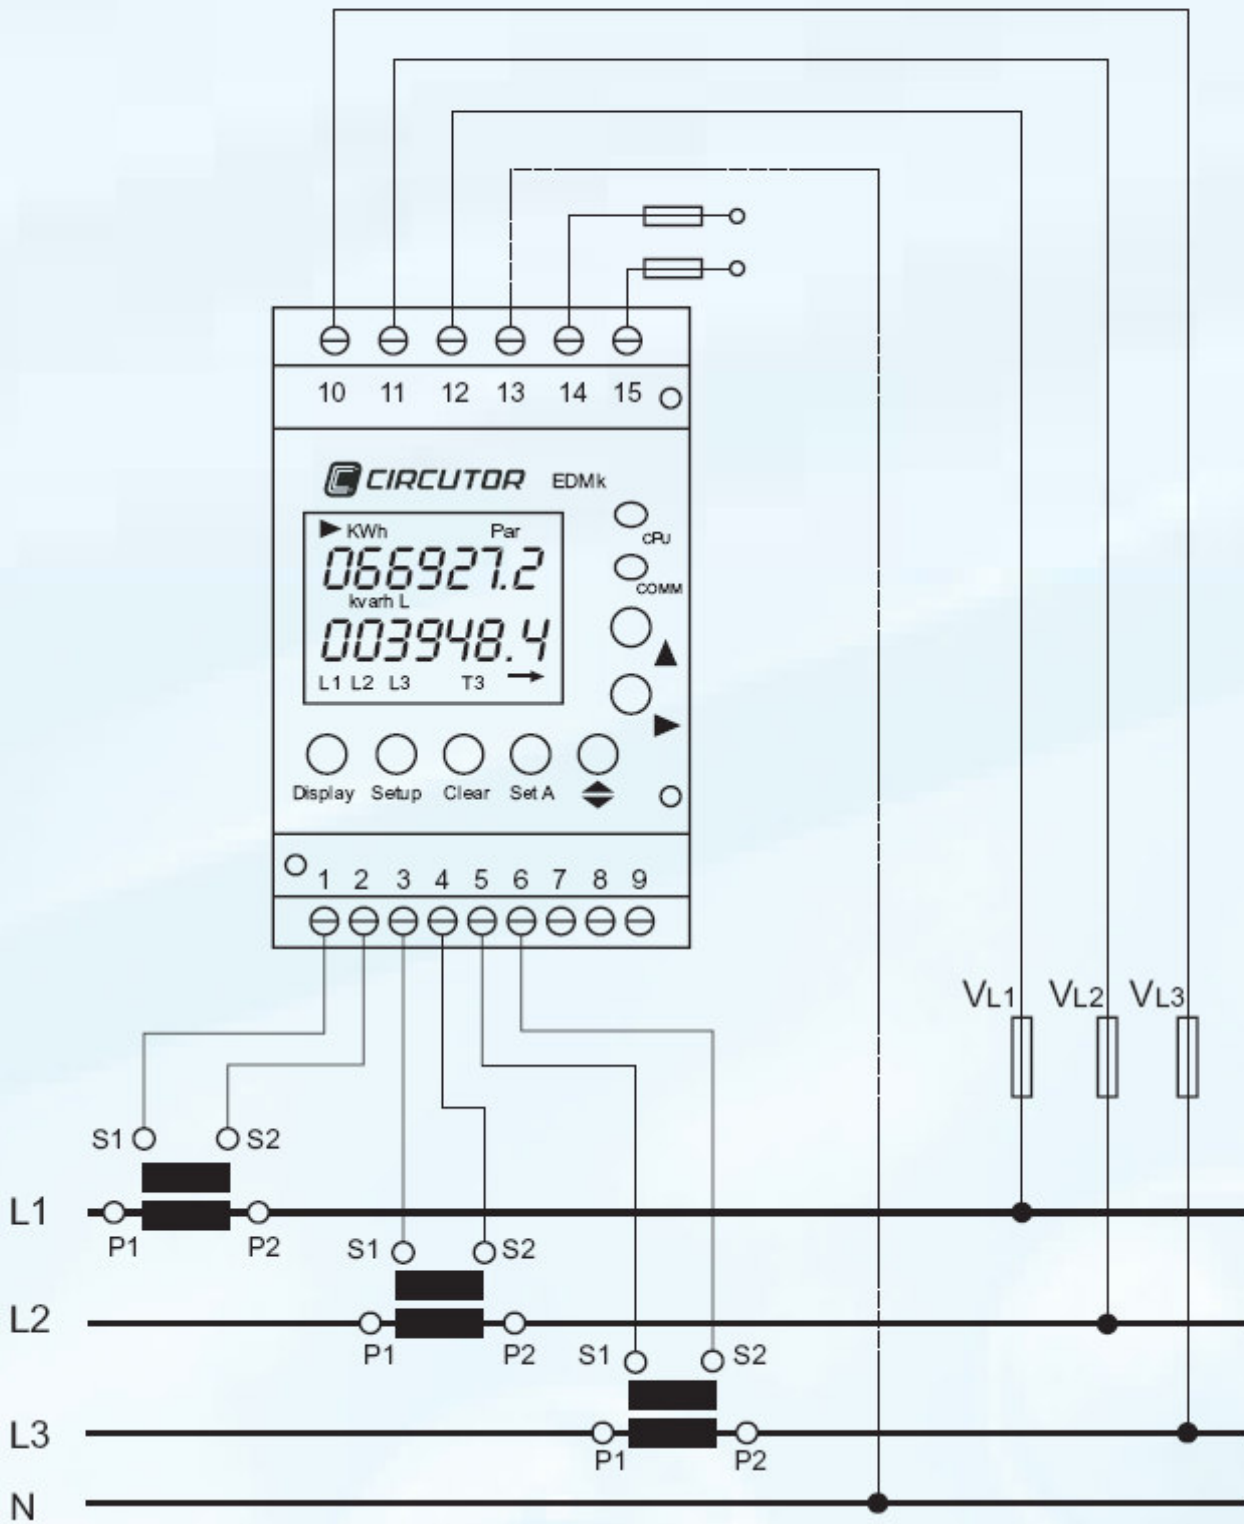 10 11 12 13 14 15
CIRCUTOR EDMk
KWh Par
CPU
066927.2
COMM
kvarh L
003948.4
L1 L2 L3 T3
Display Setup Clear Set A
1 2 3 4 5 6 7 8 9
VL1 VL2 VL3
S1 S2
L1
P1 P2
S1 S2
L2
P1 P2
S1 S2
L3
P1 P2
N